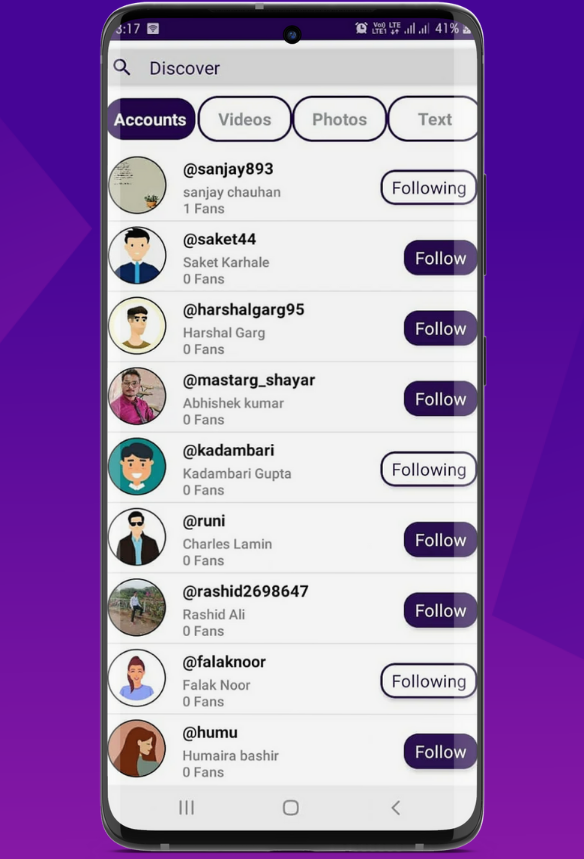 3:17 Vo) LTE LTE1 41%
Discover
Accounts Videos Photos Text
@sanjay893
sanjay chauhan
1 Fans
Following
@saket44
Saket Karhale
0 Fans
Follow
@harshalgarg95
Harshal Garg
0 Fans
Follow
@mastarg_shayar
Abhishek kumar
0 Fans
Follow
@kadambari
Kadambari Gupta
0 Fans
Following
@runi
Charles Lamin
0 Fans
Follow
@rashid2698647
Rashid Ali
0 Fans
Follow
@falaknoor
Falak Noor
0 Fans
Following
@humu
Humaira bashir
0 Fans
Follow